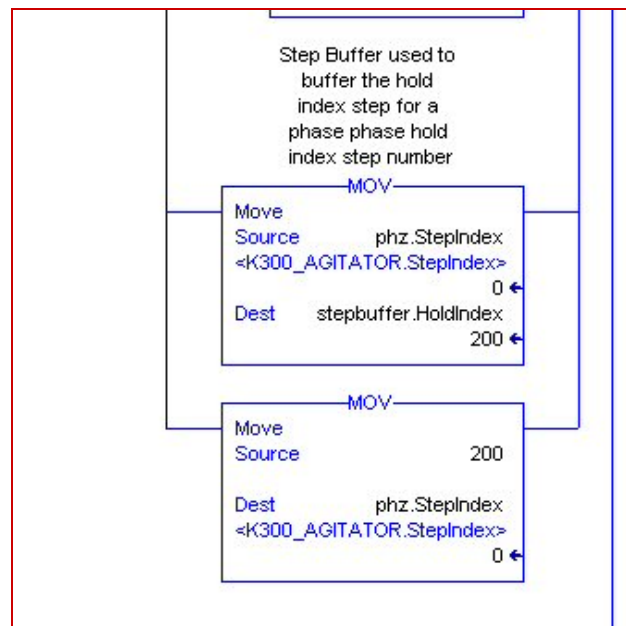 Step Buffer used to
buffer the hold
index step for a
phase phase hold
index step number
MOV
Move
Source phz.StepIndex
<K300_AGITATOR.StepIndex>
0
Dest stepbuffer.HoldIndex
200
MOV
Move
Source 200
Dest phz.StepIndex
<K300_AGITATOR.StepIndex>
0